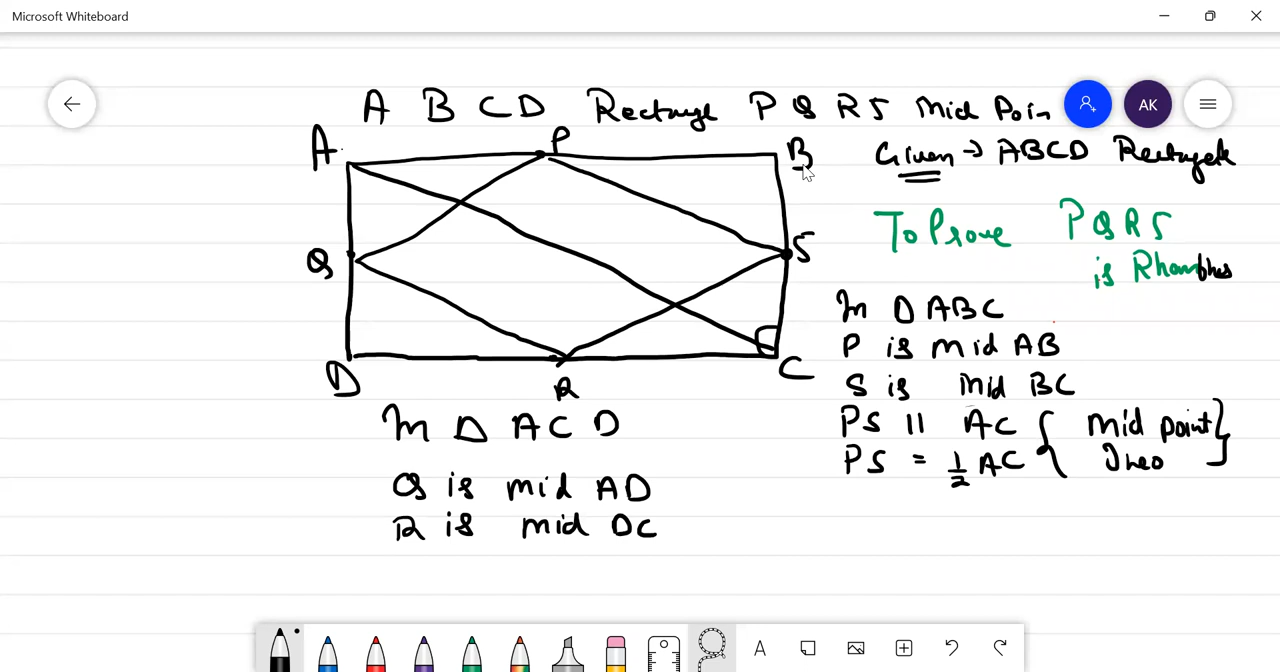 Microsoft Whiteboard
A B C D Rectange P Q R S Mid Poin
AK
A P B
Given → ABCD Rectangle
To Prove PQRS
is Rhombus
Q S
In Δ ABC
P is mid AB
S is mid BC
D R C
PS || AC { Mid point }
PS = 1/2 AC Theo
In Δ ACD
Q is mid AD
R is mid DC
A